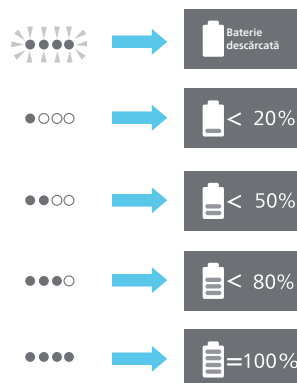 Baterie
descărcată
< 20%
< 50%
< 80%
=100%